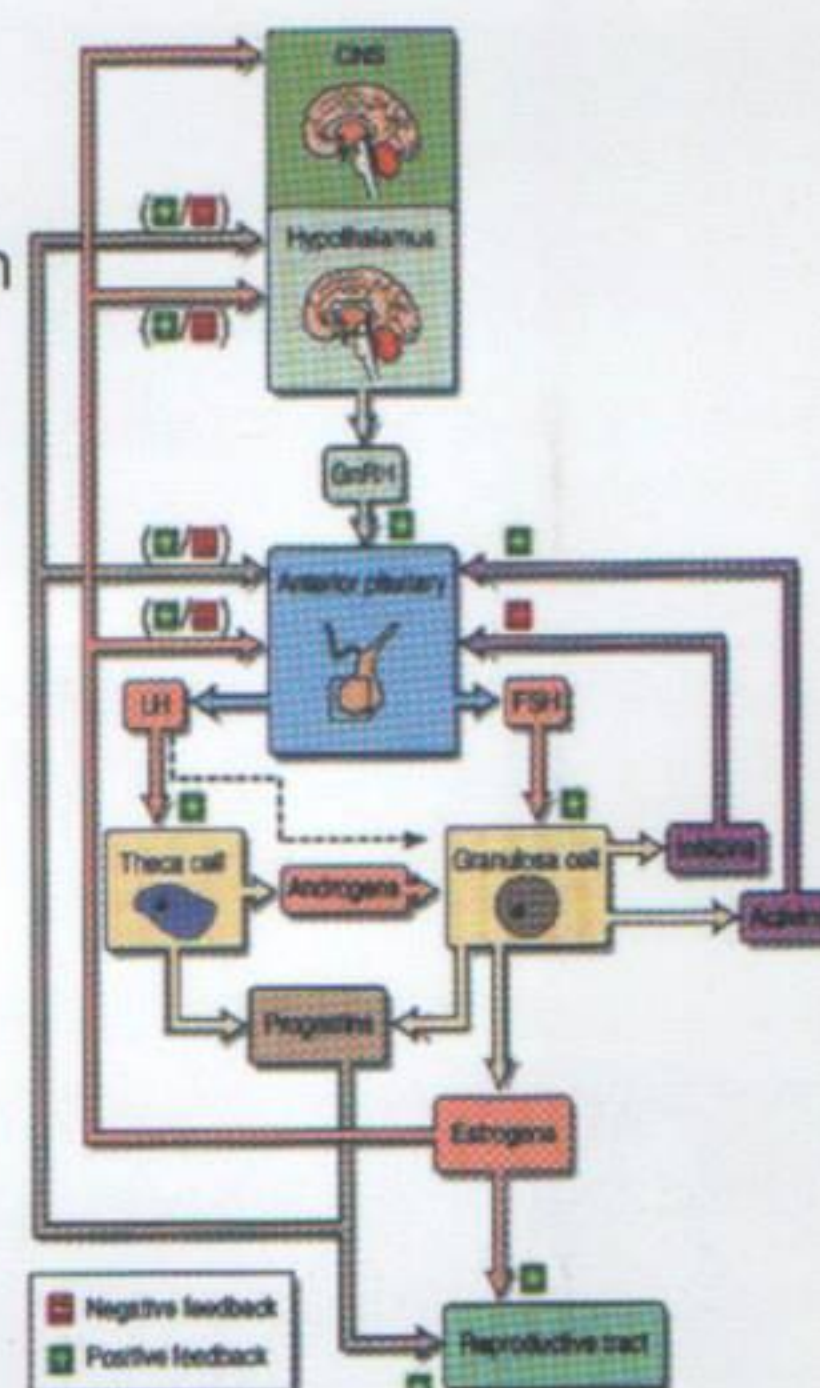 CNS
(+/-)
Hypothalamus
(+/-)
GnRH
+
(+/-)
+
Anterior pituitary
(+/-)
-
LH
FSH
+
+
Theca cell
Granulosa cell
Inhibins
Androgens
Activins
Progestins
Estrogens
+
- Negative feedback
+ Positive feedback
Reproductive tract
+